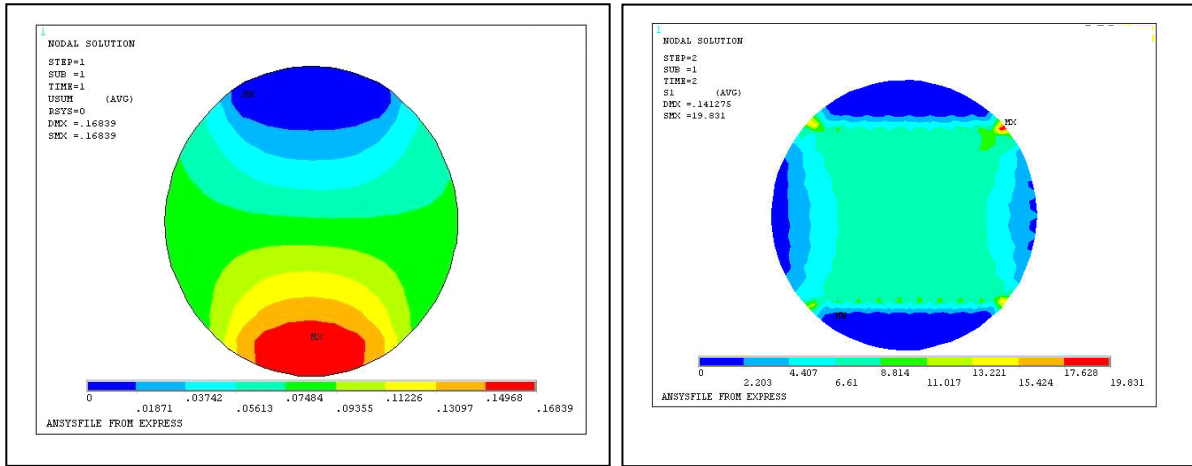 1
NODAL SOLUTION
STEP=1
SUB =1
TIME=1
USUM (AVG)
RSYS=0
DMX =.16839
SMX =.16839
MX
0 .03742 .07484 .11226 .14968
.01871 .05613 .09355 .13097 .16839
ANSYSFILE FROM EXPRESS
1
NODAL SOLUTION
STEP=2
SUB =1
TIME=2
S1 (AVG)
DMX =.141275
SMX =19.831
MX
0 4.407 8.814 13.221 17.628
2.203 6.61 11.017 15.424 19.831
ANSYSFILE FROM EXPRESS